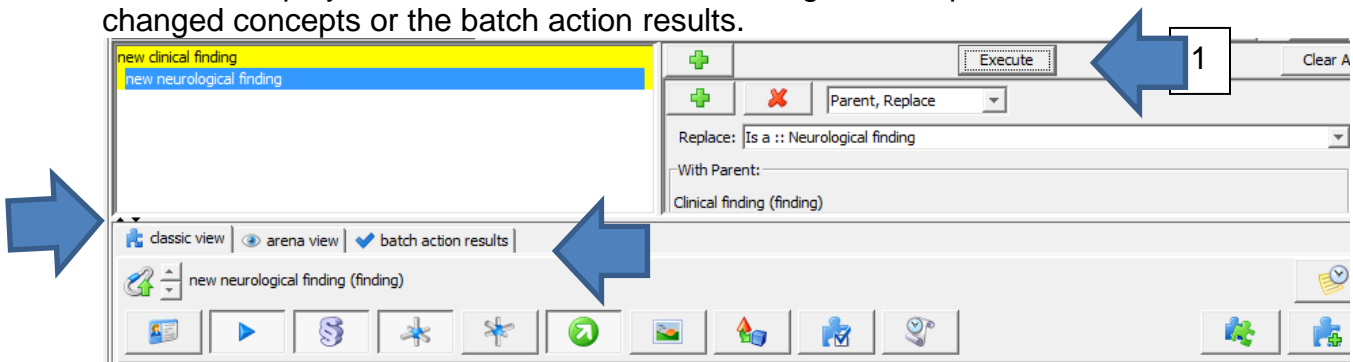 changed concepts or the batch action results.
new clinical finding
new neurological finding
Execute
1
Clear A
Parent, Replace
Replace: Is a :: Neurological finding
With Parent:
Clinical finding (finding)
classic view
arena view
batch action results
new neurological finding (finding)